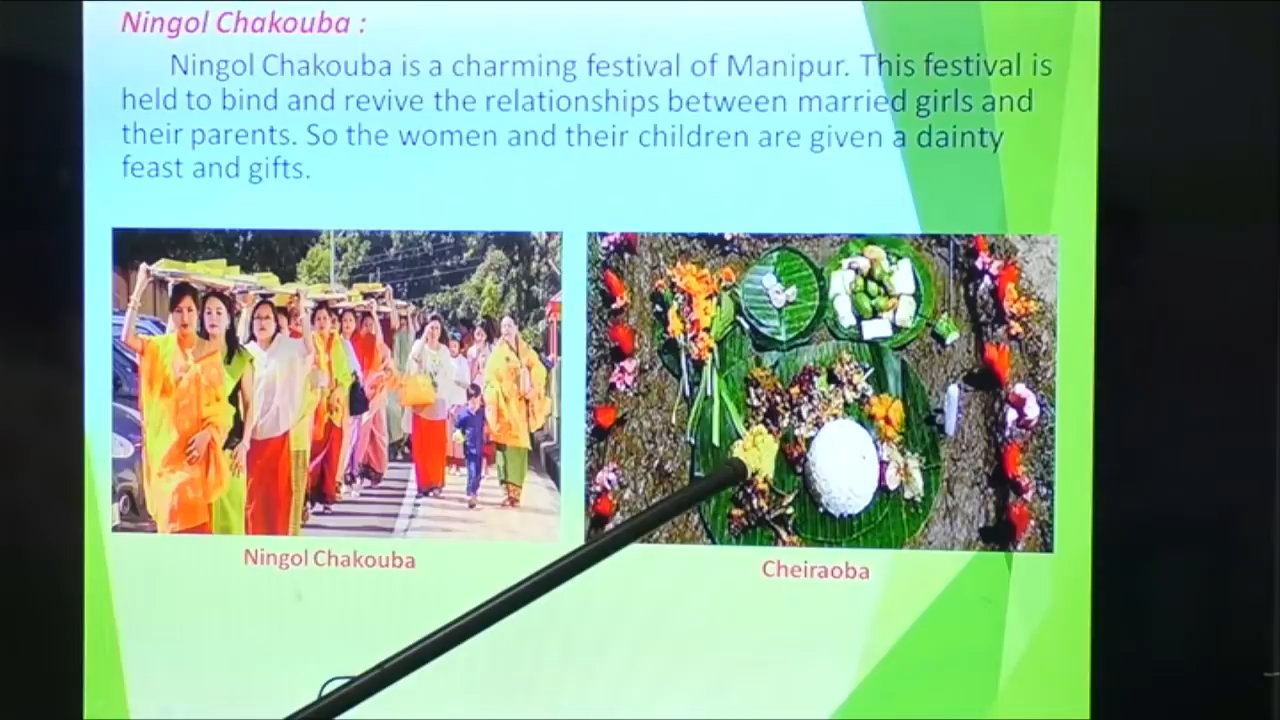 Ningol Chakouba :
Ningol Chakouba is a charming festival of Manipur. This festival is
held to bind and revive the relationships between married girls and
their parents. So the women and their children are given a dainty
feast and gifts.
Ningol Chakouba
Cheiraoba